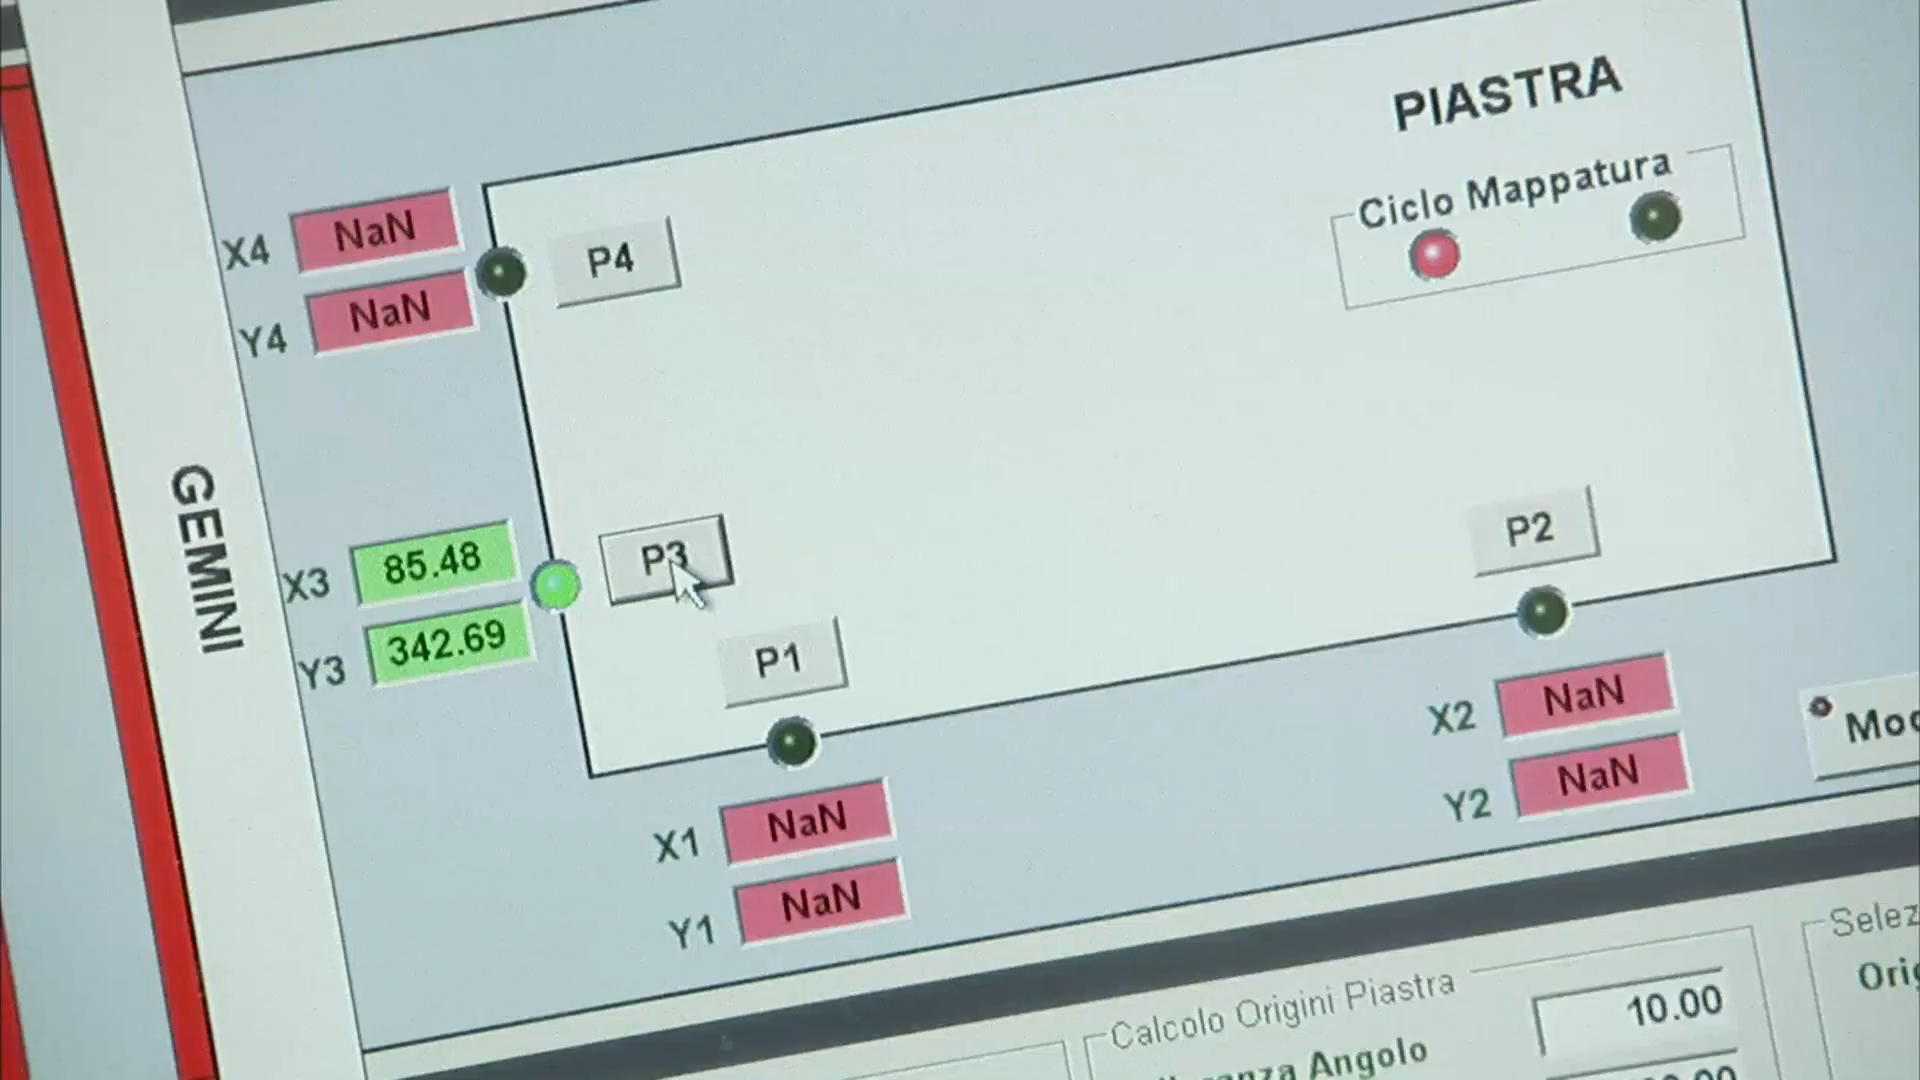 PIASTRA
Ciclo Mappatura
X4 NaN
P4
Y4 NaN
GEMINI
X3 85.48
P3
Y3 342.69
P1
P2
X1 NaN
Y1 NaN
X2 NaN
Y2 NaN
Calcolo Origini Piastra
10.00
Angolo